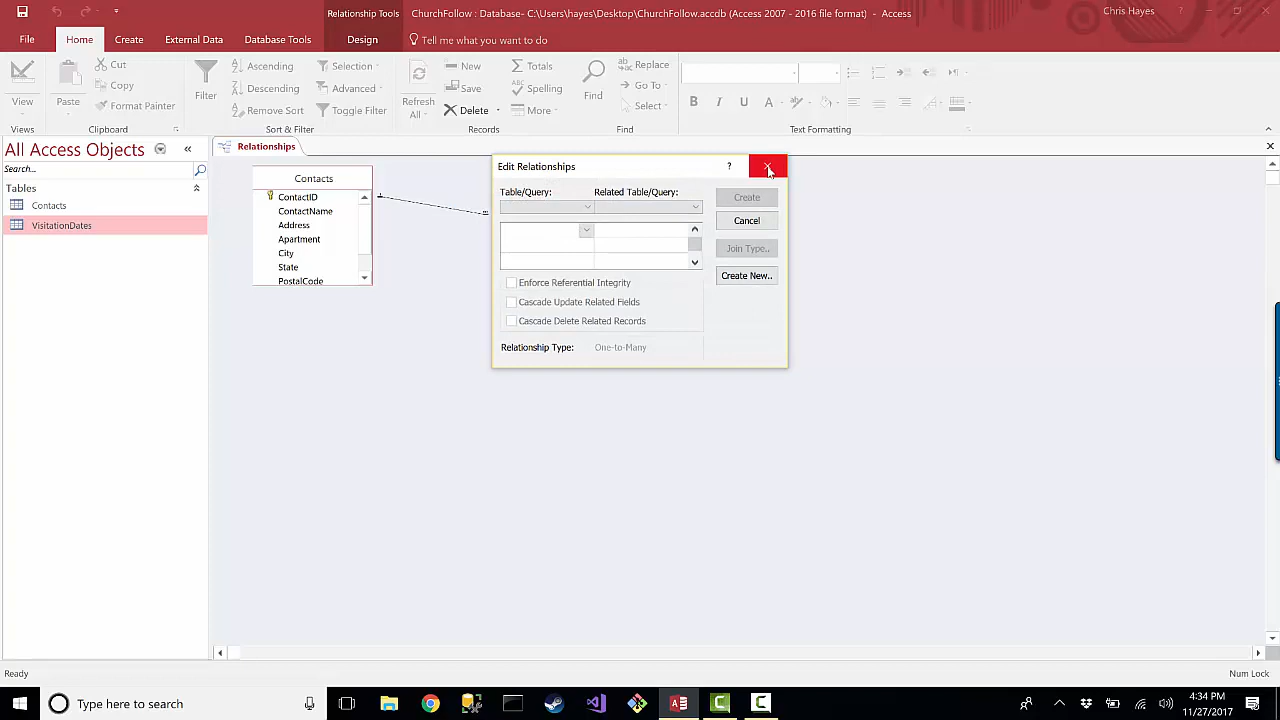 Relationship Tools
ChurchFollow : Database- C:\Users\hayes\Desktop\ChurchFollow.accdb (Access 2007 - 2016 file format) - Access
Chris Hayes
?
File
Home
Create
External Data
Database Tools
Design
Tell me what you want to do
View
Views
Paste
Cut
Copy
Format Painter
Clipboard
Filter
Ascending
Descending
Remove Sort
Selection
Advanced
Toggle Filter
Sort & Filter
Refresh
All
New
Save
Delete
Totals
Spelling
More
Records
Find
Replace
Go To
Select
Find
B I U A
Text Formatting
All Access Objects
Search...
Tables
Contacts
VisitationDates
Relationships
Contacts
ContactID
ContactName
Address
Apartment
City
State
PostalCode
Edit Relationships
?
Table/Query:
Related Table/Query:
Create
Cancel
Join Type..
Create New..
Enforce Referential Integrity
Cascade Update Related Fields
Cascade Delete Related Records
Relationship Type:
One-to-Many
Ready
Num Lock
Type here to search
4:34 PM
11/27/2017